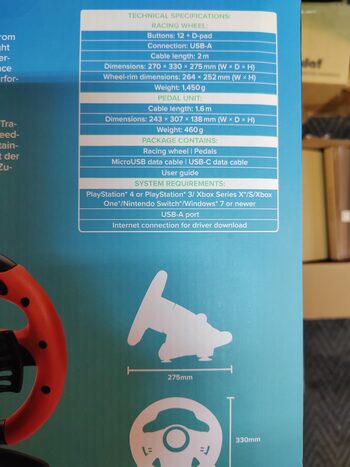 TECHNICAL SPECIFICATIONS:
RACING WHEEL:
Buttons: 12 + D-pad
Connection: USB-A
Cable length: 2 m
Dimensions: 270 × 330 × 275 mm (W × D × H)
Wheel-rim dimensions: 264 × 252 mm (W × H)
Weight: 1,450 g
PEDAL UNIT:
Cable length: 1.6 m
Dimensions: 243 × 307 × 138 mm (W × D × H)
Weight: 460g
PACKAGE CONTAINS:
Racing wheel | Pedals
MicroUSB data cable | USB-C data cable
User guide
SYSTEM REQUIREMENTS:
PlayStation® 4 or PlayStation® 3/ Xbox Series X®/S/Xbox
One®/Nintendo Switch®/Windows® 7 or newer
USB-A port
Internet connection for driver download
275mm
330mm